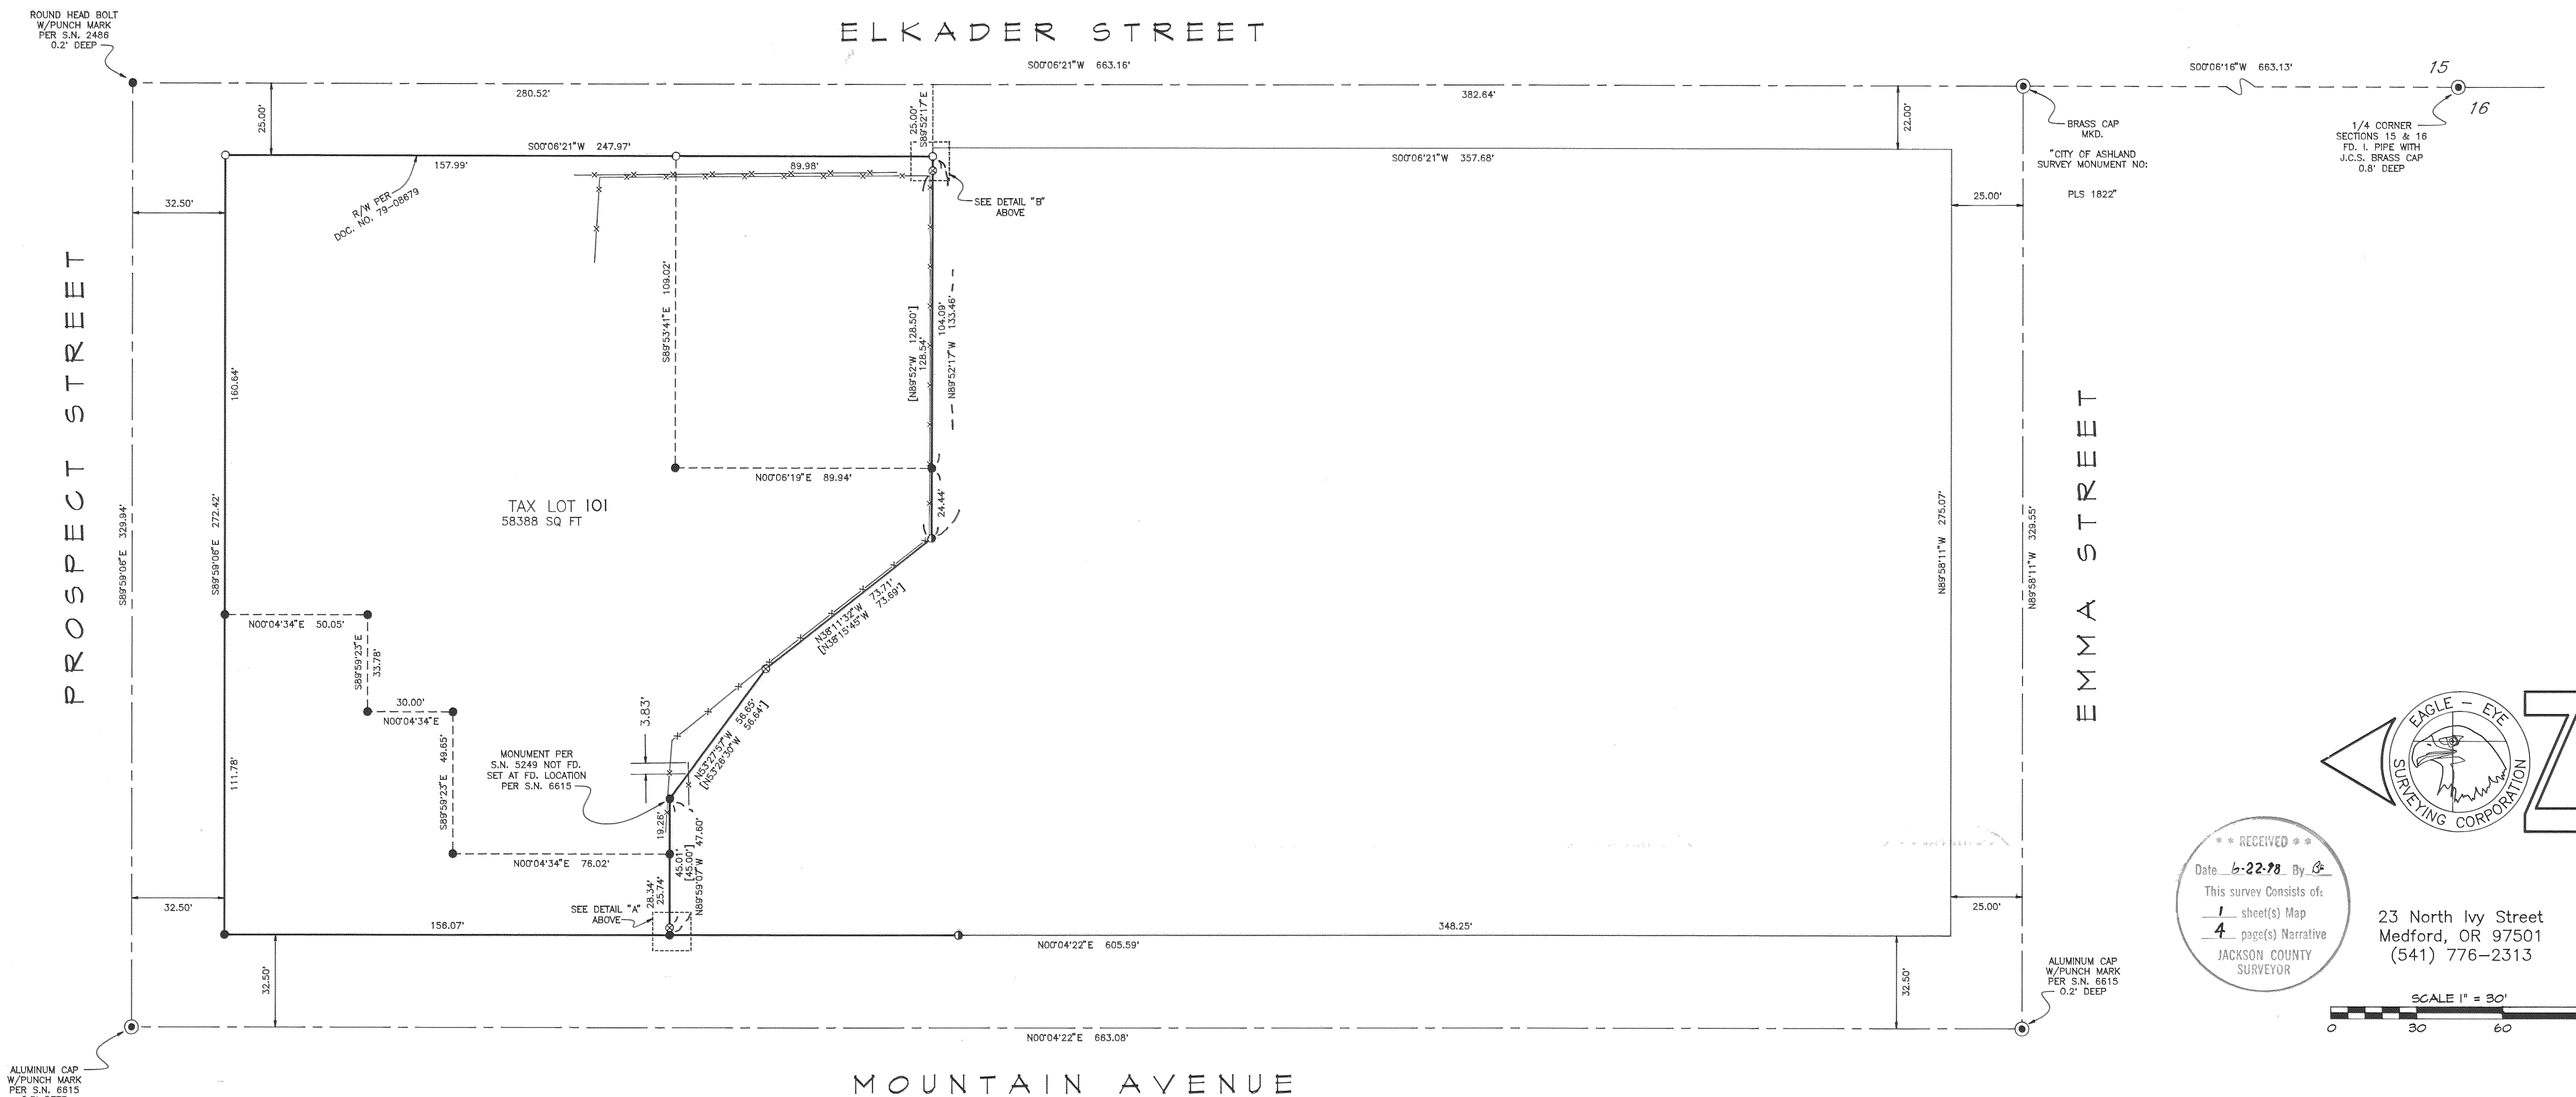 ROUND HEAD BOLT
W/PUNCH MARK
PER S.N. 2486
0.2' DEEP
ELKADER STREET
S00°06'21"W 663.16'
S00°06'16"W 663.13'
15
16
280.52'
382.64'
25.00'
25.00'
S89°52'17"E
22.00'
BRASS CAP
MKD.
"CITY OF ASHLAND
SURVEY MONUMENT NO:
PLS 1822"
1/4 CORNER
SECTIONS 15 & 16
FD. I. PIPE WITH
J.C.S. BRASS CAP
0.8' DEEP
S00°06'21"W 247.97'
157.99'
89.98'
S00°06'21"W 357.68'
R/W PER
DOC. NO. 79-08679
32.50'
SEE DETAIL "B"
ABOVE
25.00'
PROSPECT STREET
S89°59'06"E 329.94'
S89°59'06"E 272.42'
160.64'
S89°53'41"E 109.02'
[N89°52'W 128.50']
128.54'
104.09'
N89°52'17"W 133.46'
N00°06'19"E 89.94'
24.44'
TAX LOT 101
58388 SQ FT
N89°58'11"W 275.07'
N89°58'11"W 329.55'
EMMA STREET
N00°04'34"E 50.05'
S89°59'23"E
33.78'
30.00'
N00°04'34"E
N38°11'32"W 73.71'
[N38°15'45"W 73.69']
N53°27'57"W 56.65'
[N53°26'30"W 56.64']
3.83'
111.78'
S89°59'23"E 49.65'
MONUMENT PER
S.N. 5249 NOT FD.
SET AT FD. LOCATION
PER S.N. 6615
19.26'
N00°04'34"E 76.02'
45.01'
[45.00']
N89°59'07"W 47.60'
28.34'
25.74'
SEE DETAIL "A"
ABOVE
32.50'
156.07'
348.25'
N00°04'22"E 605.59'
25.00'
32.50'
32.50'
N00°04'22"E 663.08'
MOUNTAIN AVENUE
ALUMINUM CAP
W/PUNCH MARK
PER S.N. 6615
ALUMINUM CAP
W/PUNCH MARK
PER S.N. 6615
0.2' DEEP
EAGLE - EYE
SURVEYING CORPORATION
* * RECEIVED * *
Date 6-22-98 By
This survey Consists of:
1 sheet(s) Map
4 page(s) Narrative
JACKSON COUNTY
SURVEYOR
23 North Ivy Street
Medford, OR 97501
(541) 776-2313
SCALE 1" = 30'
0 30 60